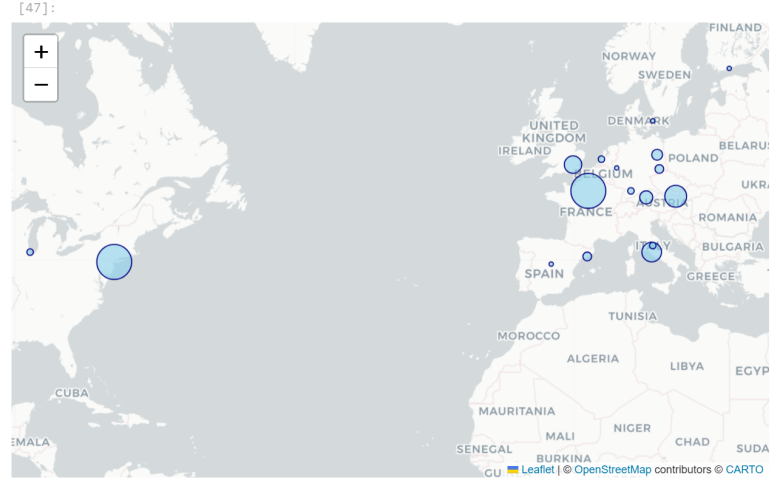 [47]:
+
−
FINLAND
NORWAY
SWEDEN
DENMARK
UNITED
KINGDOM
IRELAND
BELARUS
POLAND
BELGIUM
UKRA
AUSTRIA
FRANCE
ROMANIA
ITALY
BULGARIA
SPAIN
GREECE
TUNISIA
MOROCCO
ALGERIA
LIBYA
EGYP
CUBA
MAURITANIA
EMALA
MALI
NIGER
CHAD
SUDA
SENEGAL
BURKINA
GU
Leaflet | © OpenStreetMap contributors © CARTO